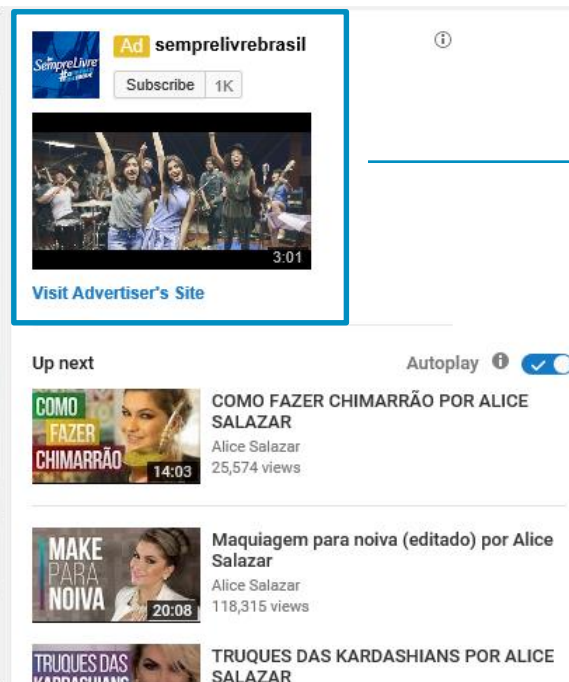 SempreLivre
Ad semprelivrebrasil
Subscribe 1K
3:01
Visit Advertiser's Site
Up next
Autoplay
COMO
FAZER
CHIMARRÃO
14:03
COMO FAZER CHIMARRÃO POR ALICE
SALAZAR
Alice Salazar
25,574 views
MAKE
PARA
NOIVA
20:08
Maquiagem para noiva (editado) por Alice
Salazar
Alice Salazar
118,315 views
TRUQUES DAS
KARDASHIANS
TRUQUES DAS KARDASHIANS POR ALICE
SALAZAR